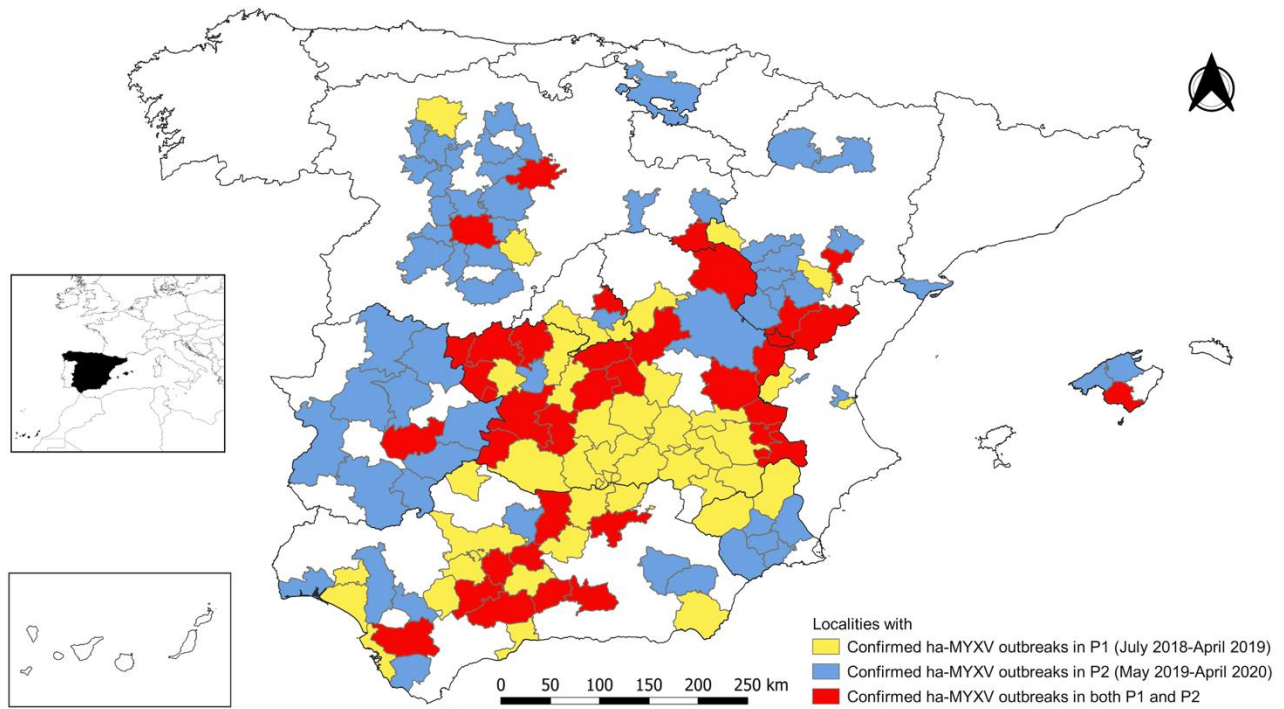 Localities with
Confirmed ha-MYXV outbreaks in P1 (July 2018-April 2019)
Confirmed ha-MYXV outbreaks in P2 (May 2019-April 2020)
Confirmed ha-MYXV outbreaks in both P1 and P2
0 50 100 150 200 250 km